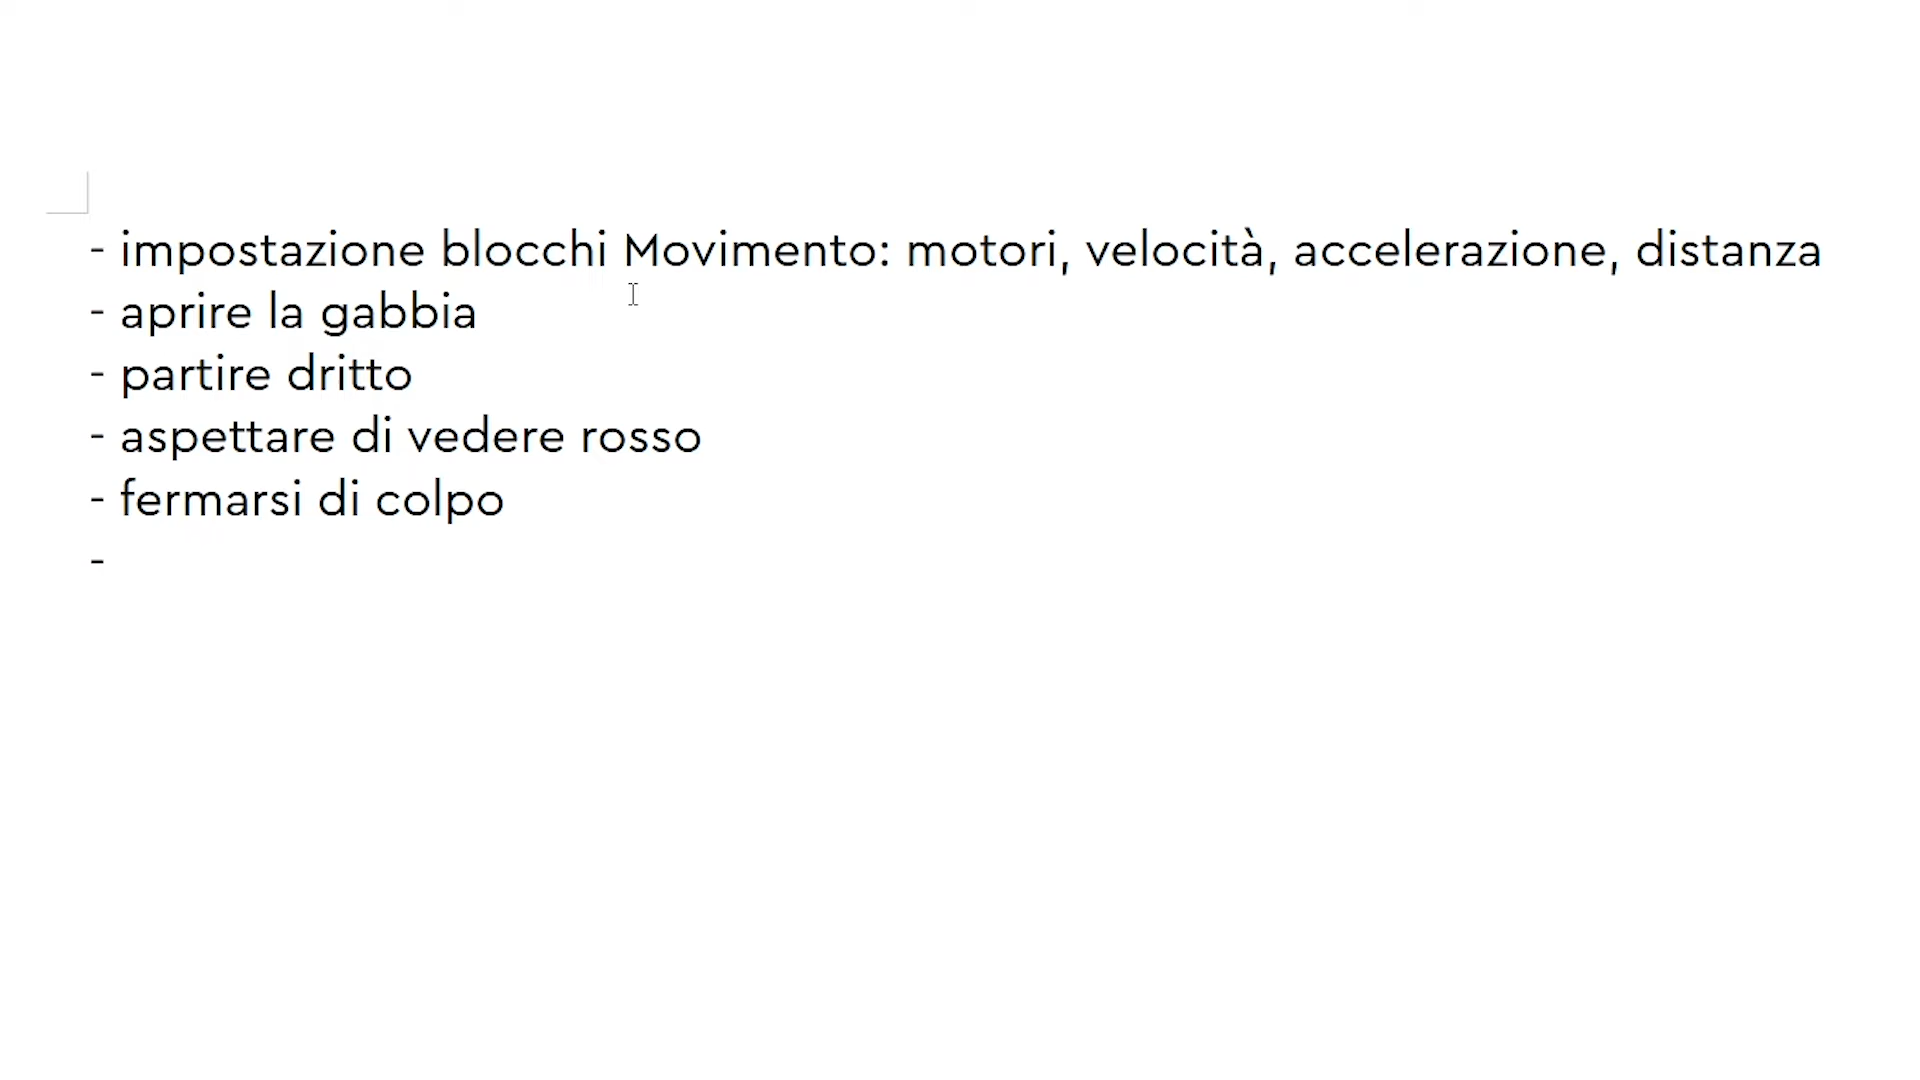 - impostazione blocchi Movimento: motori, velocità, accelerazione, distanza
- aprire la gabbia
- partire dritto
- aspettare di vedere rosso
- fermarsi di colpo
-